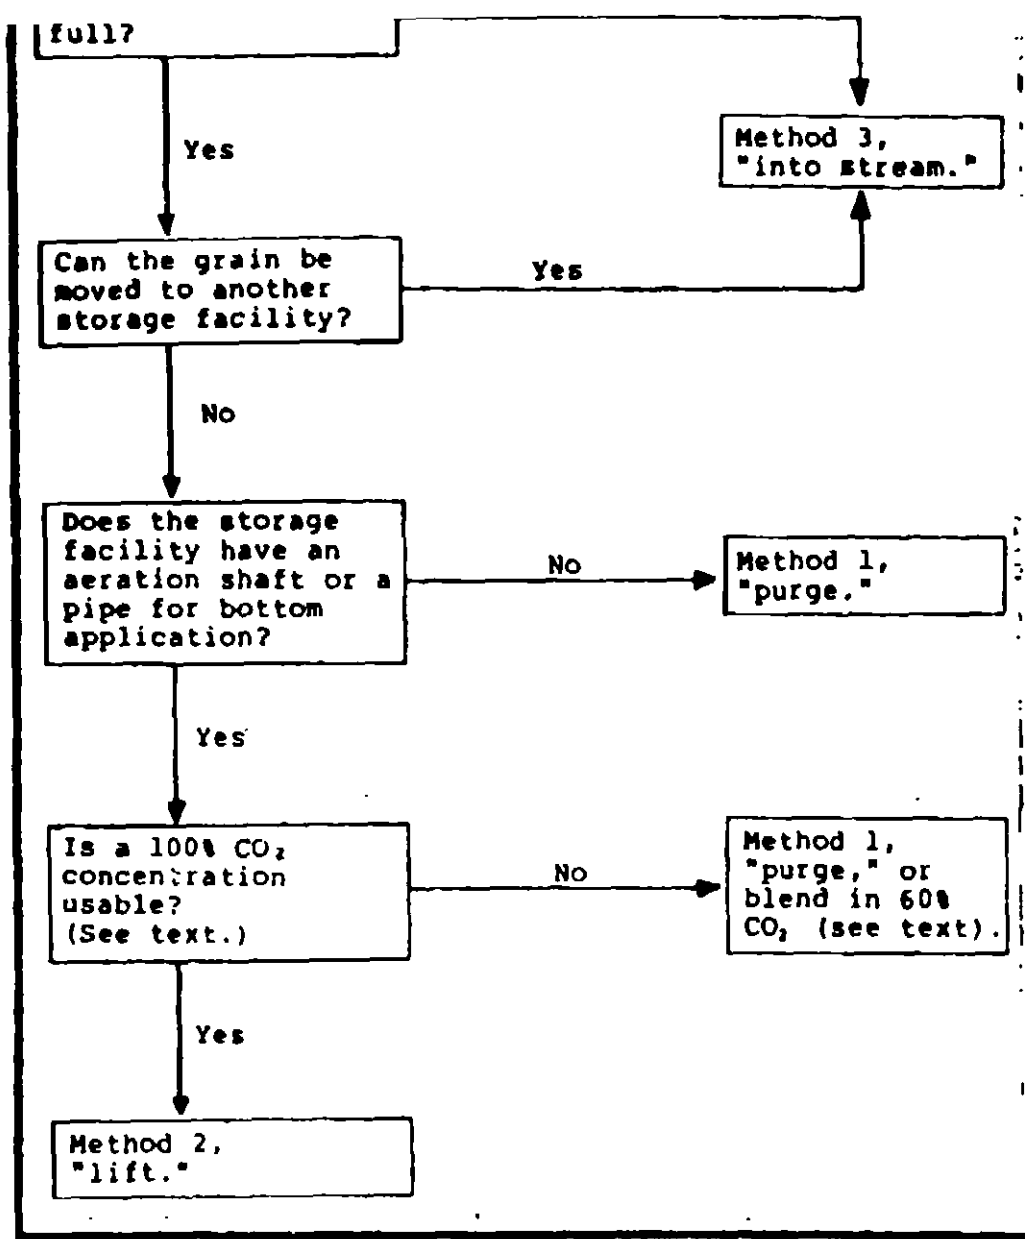 full?
Yes
Method 3,
"into stream."
Can the grain be
moved to another
storage facility?
Yes
No
Does the storage
facility have an
aeration shaft or a
pipe for bottom
application?
No
Method 1,
"purge."
Yes
Is a 100% CO₂
concentration
usable?
(See text.)
No
Method 1,
"purge," or
blend in 60%
CO₂ (see text).
Yes
Method 2,
"lift."